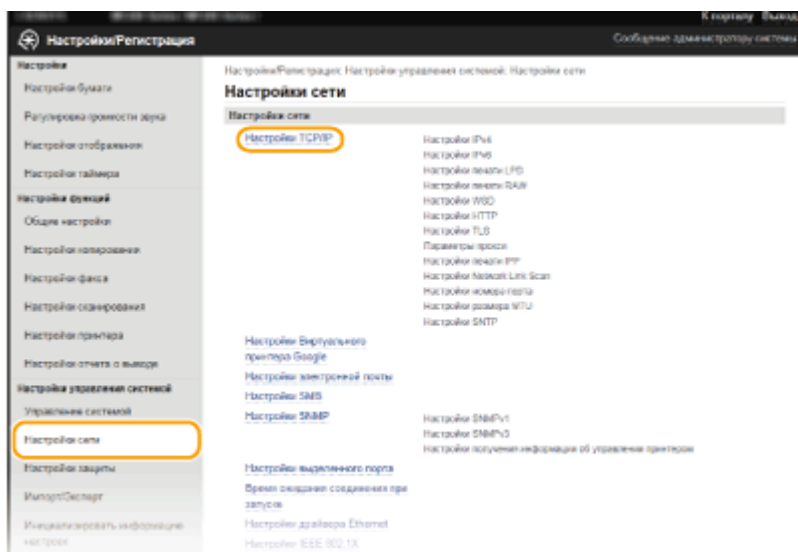 К порталу Выход
Настройки/Регистрация
Сообщение администратору системы
Настройки
Настройки бумаги
Регулировка громкости звука
Настройки отображения
Настройки таймера
Настройки функций
Общие настройки
Настройки копирования
Настройки факса
Настройки сканирования
Настройки принтера
Настройки отчета о выводе
Настройки управления системой
Управление системой
Настройки сети
Настройки защиты
Импорт/Экспорт
Инициализировать информацию
настроек
Настройки/Регистрация: Настройки управления системой: Настройки сети
Настройки сети
Настройки сети
Настройки TCP/IP
Настройки IPv4
Настройки IPv6
Настройки печати LPD
Настройки печати RAW
Настройки WSD
Настройки HTTP
Настройки TLS
Параметры прокси
Настройки печати IPP
Настройки Network Link Scan
Настройки номера порта
Настройки размера MTU
Настройки SNTP
Настройки Виртуального
принтера Google
Настройки электронной почты
Настройки SMB
Настройки SNMP
Настройки SNMPv1
Настройки SNMPv3
Настройки получения информации об управлении принтером
Настройки выделенного порта
Время ожидания соединения при
запуске
Настройки драйвера Ethernet
Настройки IEEE 802.1X